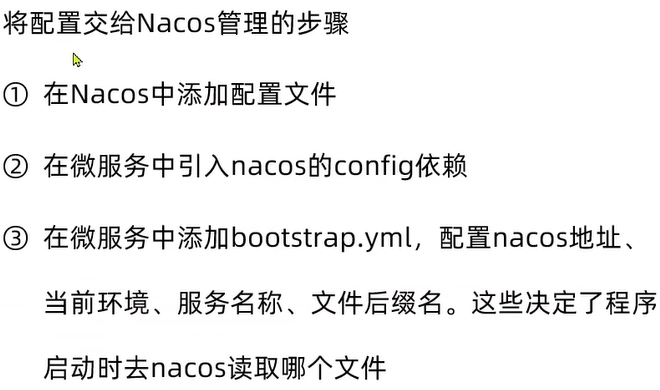 将配置交给Nacos管理的步骤
① 在Nacos中添加配置文件
② 在微服务中引入nacos的config依赖
③ 在微服务中添加bootstrap.yml，配置nacos地址、
当前环境、服务名称、文件后缀名。这些决定了程序
启动时去nacos读取哪个文件